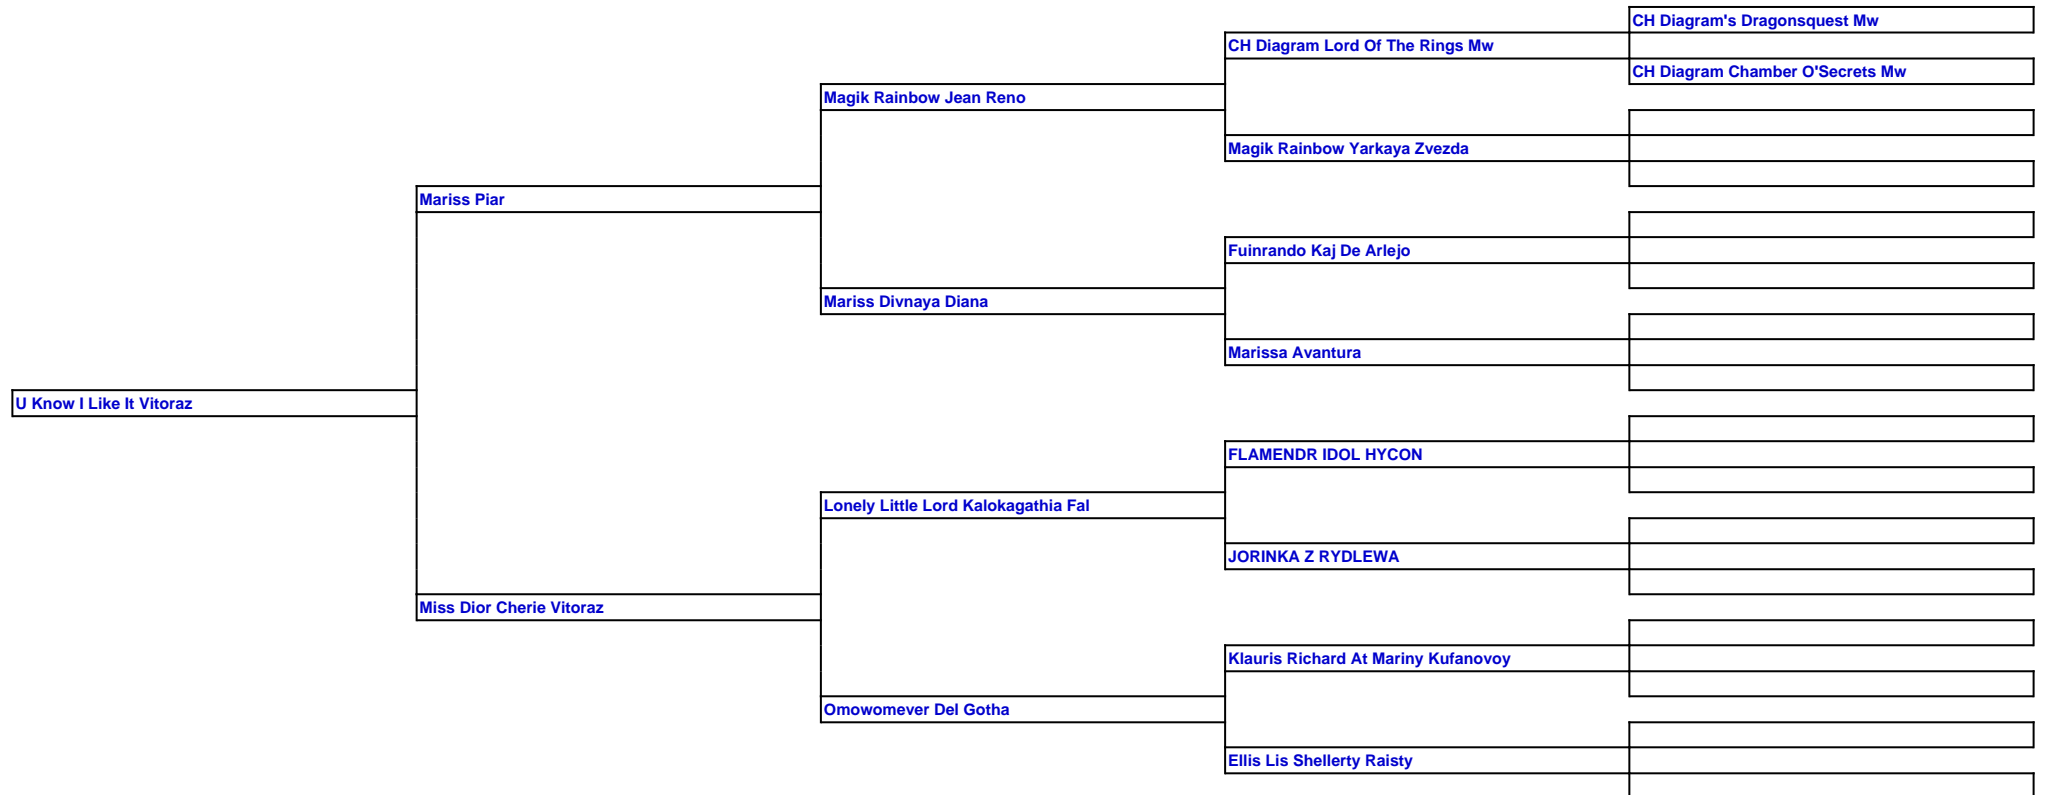 CH Diagram's Dragonsquest Mw
CH Diagram Lord Of The Rings Mw
CH Diagram Chamber O'Secrets Mw
Magik Rainbow Jean Reno
Magik Rainbow Yarkaya Zvezda
Mariss Piar
Fuinrando Kaj De Arlejo
Mariss Divnaya Diana
Marissa Avantura
U Know I Like It Vitoraz
FLAMENDR IDOL HYCON
Lonely Little Lord Kalokagathia Fal
JORINKA Z RYDLEWA
Miss Dior Cherie Vitoraz
Klauris Richard At Mariny Kufanovoy
Omowomever Del Gotha
Ellis Lis Shellerty Raisty